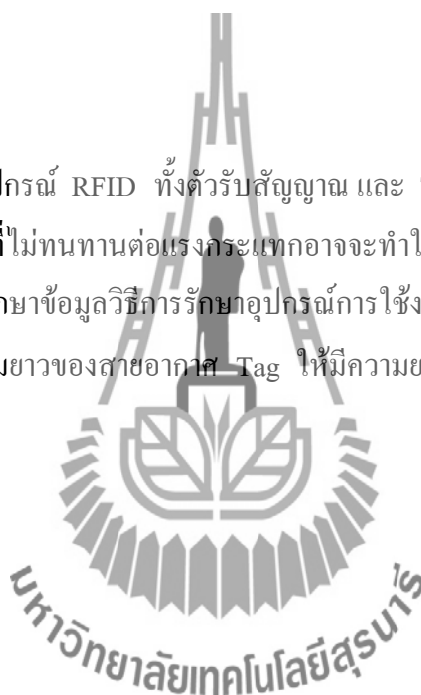 ปกรณ์ RFID ทั้งตัวรับสัญญาณ และ
ที่ไม่ทนทานต่อแรงกระแทกอาจจะทำใ
กษาข้อมูลวิธีการรักษาอุปกรณ์การใช้ง
มยาวของสายอากาศ Tag ให้มีความย
มหาวิทยาลัยเทคโนโลยีสุรนารี